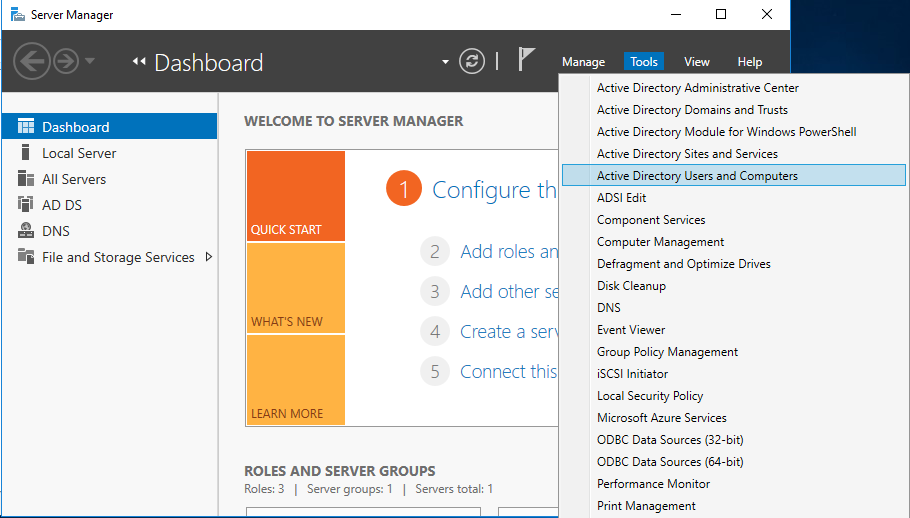 Server Manager
Dashboard
Manage Tools View Help
Dashboard
Local Server
All Servers
AD DS
DNS
File and Storage Services
WELCOME TO SERVER MANAGER
QUICK START
WHAT'S NEW
LEARN MORE
1 Configure th
2 Add roles an
3 Add other se
4 Create a serv
5 Connect this
ROLES AND SERVER GROUPS
Roles: 3 | Server groups: 1 | Servers total: 1
Active Directory Administrative Center
Active Directory Domains and Trusts
Active Directory Module for Windows PowerShell
Active Directory Sites and Services
Active Directory Users and Computers
ADSI Edit
Component Services
Computer Management
Defragment and Optimize Drives
Disk Cleanup
DNS
Event Viewer
Group Policy Management
iSCSI Initiator
Local Security Policy
Microsoft Azure Services
ODBC Data Sources (32-bit)
ODBC Data Sources (64-bit)
Performance Monitor
Print Management